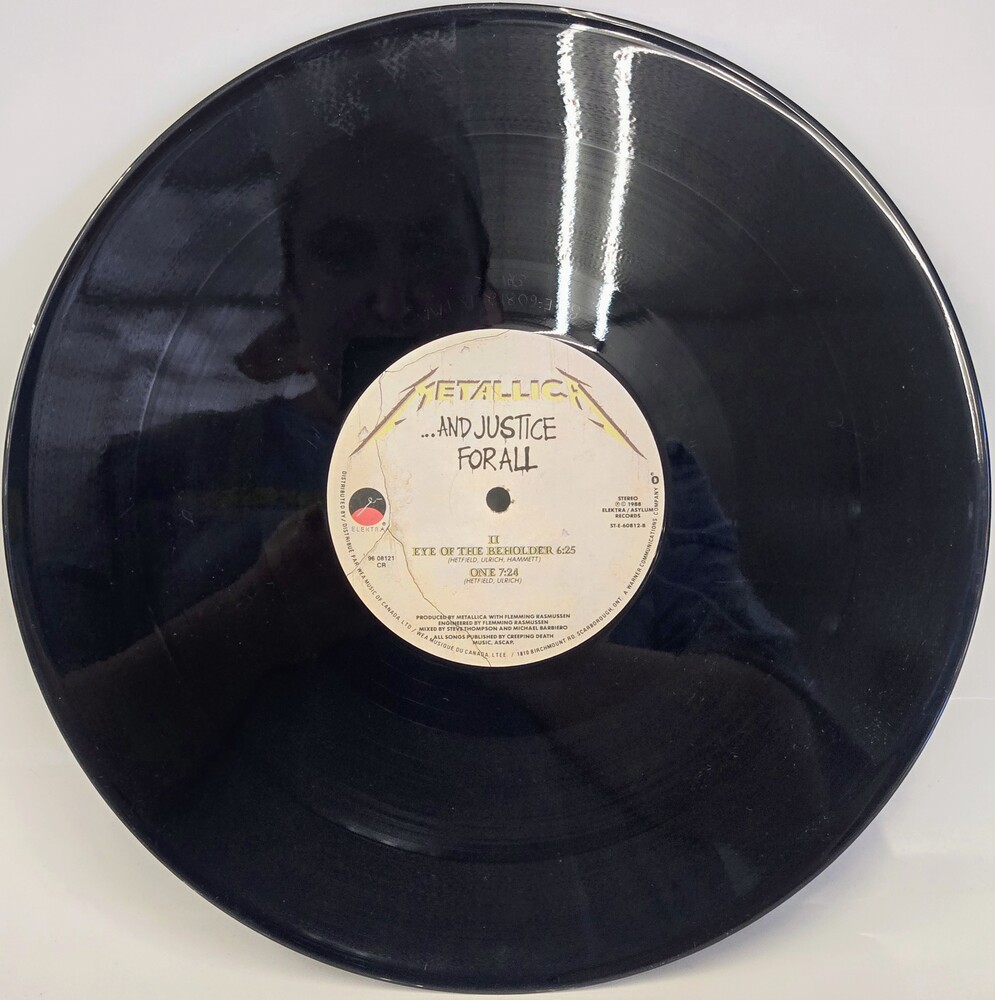 METALLICA
...AND JUSTICE
FOR ALL
STEREO
Ⓟ © 1988
ELEKTRA / ASYLUM
RECORDS
ST-E-60812-B
ELEKTRA®
96 08121
CR
II
EYE OF THE BEHOLDER 6:25
(HETFIELD, ULRICH, HAMMETT)
ONE 7:24
(HETFIELD, ULRICH)
PRODUCED BY METALLICA WITH FLEMMING RASMUSSEN
ENGINEERED BY FLEMMING RASMUSSEN
MIXED BY STEVE THOMPSON AND MICHAEL BARBIERO
ALL SONGS PUBLISHED BY CREEPING DEATH
MUSIC, ASCAP.
DISTRIBUTED BY / DISTRIBUÉ PAR WEA MUSIC OF CANADA, LTD. / WEA MUSIQUE DU CANADA, LTEE. / 1810 BIRCHMOUNT RD. SCARBOROUGH, ONT. A WARNER COMMUNICATIONS COMPANY